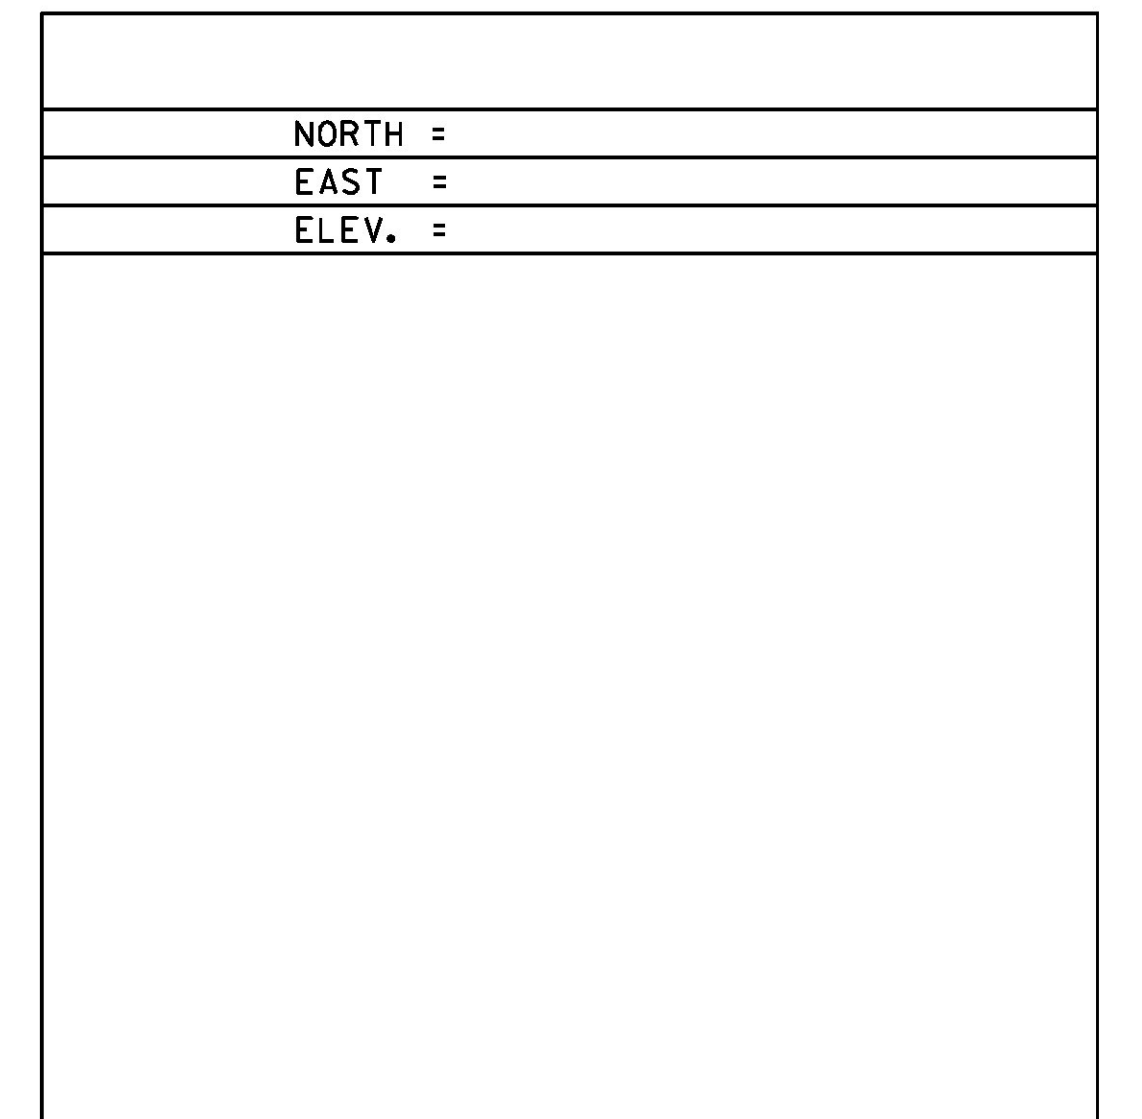 NORTH =
EAST =
ELEV. =